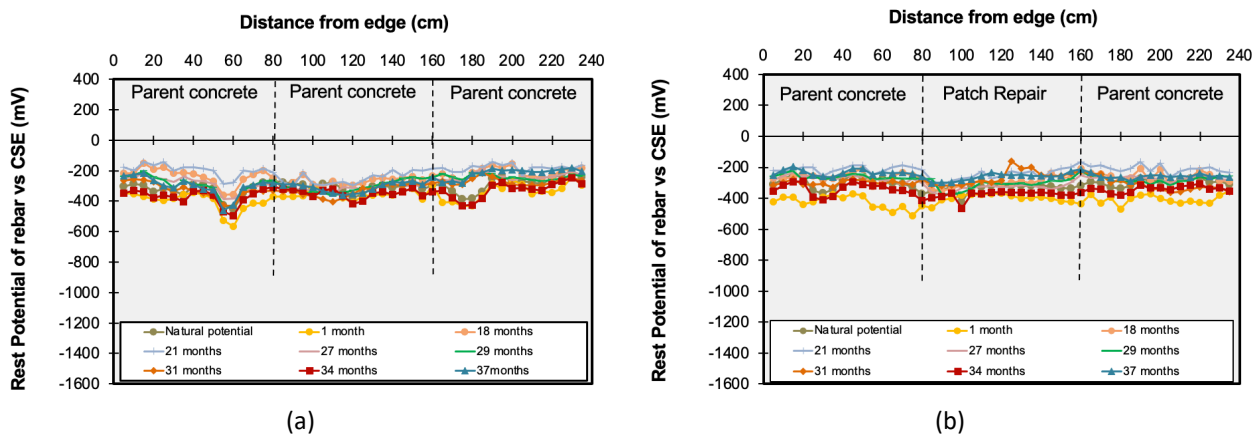 Distance from edge (cm)
0 20 40 60 80 100 120 140 160 180 200 220 240
Rest Potential of rebar vs CSE (mV)
400
200
0
-200
-400
-600
-800
-1000
-1200
-1400
-1600
Parent concrete Parent concrete Parent concrete
Natural potential 1 month 18 months
21 months 27 months 29 months
31 months 34 months 37months
(a)
Distance from edge (cm)
0 20 40 60 80 100 120 140 160 180 200 220 240
Rest Potential of rebar vs CSE (mV)
400
200
0
-200
-400
-600
-800
-1000
-1200
-1400
-1600
Parent concrete Patch Repair Parent concrete
Natural potential 1 month 18 months
21 months 27 months 29 months
31 months 34 months 37 months
(b)